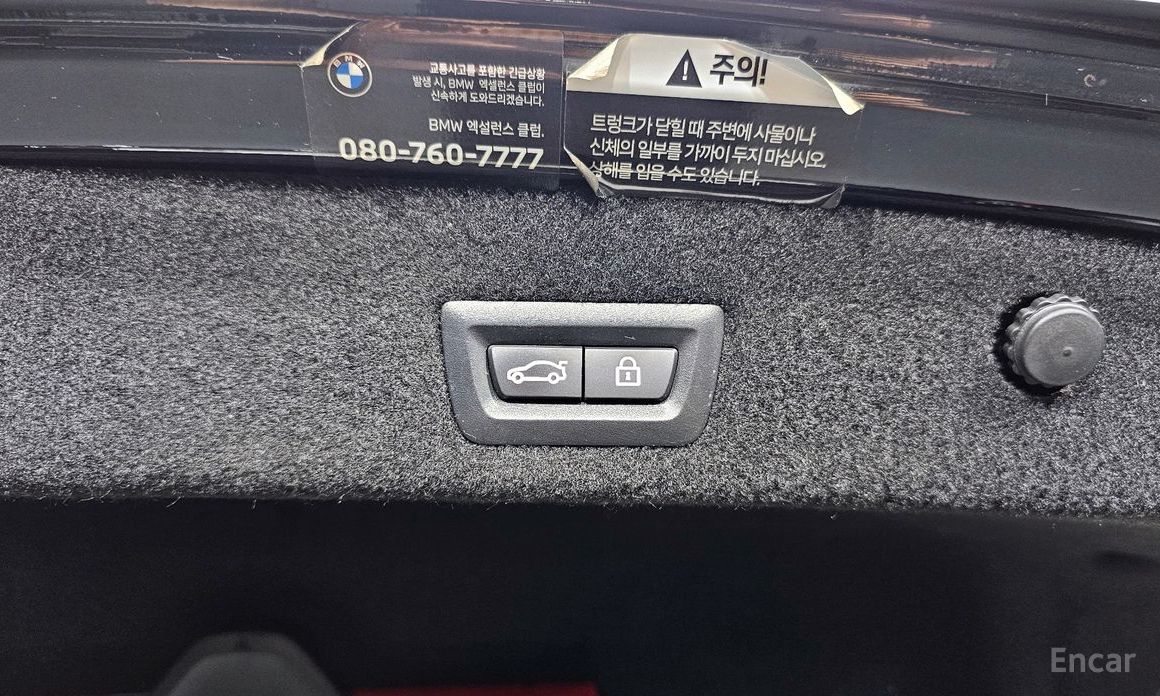 BMW
교통사고를 포함한 긴급상황
발생 시, BMW 엑설런스 클럽이
신속하게 도와드리겠습니다.
BMW 엑설런스 클럽.
080-760-7777
주의!
트렁크가 닫힐 때 주변에 사물이나
신체의 일부를 가까이 두지 마십시오.
상해를 입을 수도 있습니다.
Encar